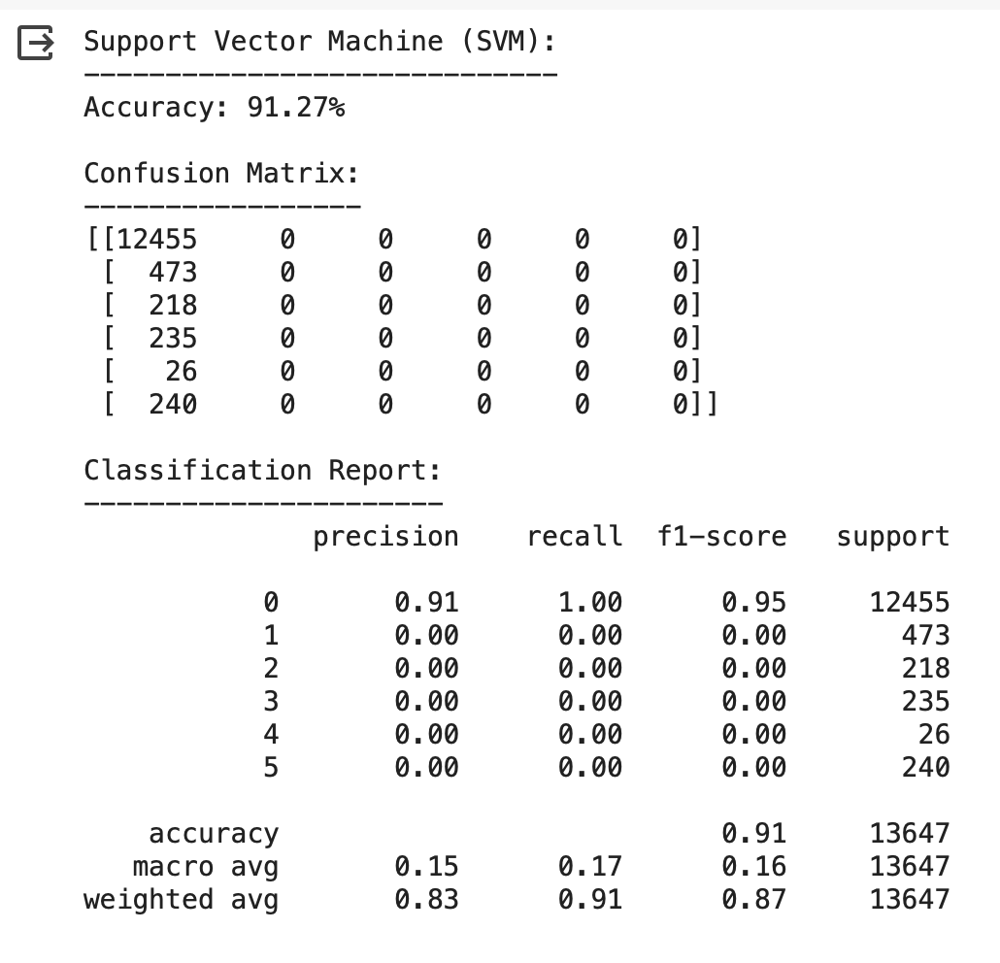 Support Vector Machine (SVM):
-----------------------------
Accuracy: 91.27%
Confusion Matrix:
-----------------
[[12455     0     0     0     0     0]
 [  473     0     0     0     0     0]
 [  218     0     0     0     0     0]
 [  235     0     0     0     0     0]
 [   26     0     0     0     0     0]
 [  240     0     0     0     0     0]]
Classification Report:
----------------------
              precision    recall  f1-score   support
           0       0.91      1.00      0.95     12455
           1       0.00      0.00      0.00       473
           2       0.00      0.00      0.00       218
           3       0.00      0.00      0.00       235
           4       0.00      0.00      0.00        26
           5       0.00      0.00      0.00       240
    accuracy                           0.91     13647
   macro avg       0.15      0.17      0.16     13647
weighted avg       0.83      0.91      0.87     13647